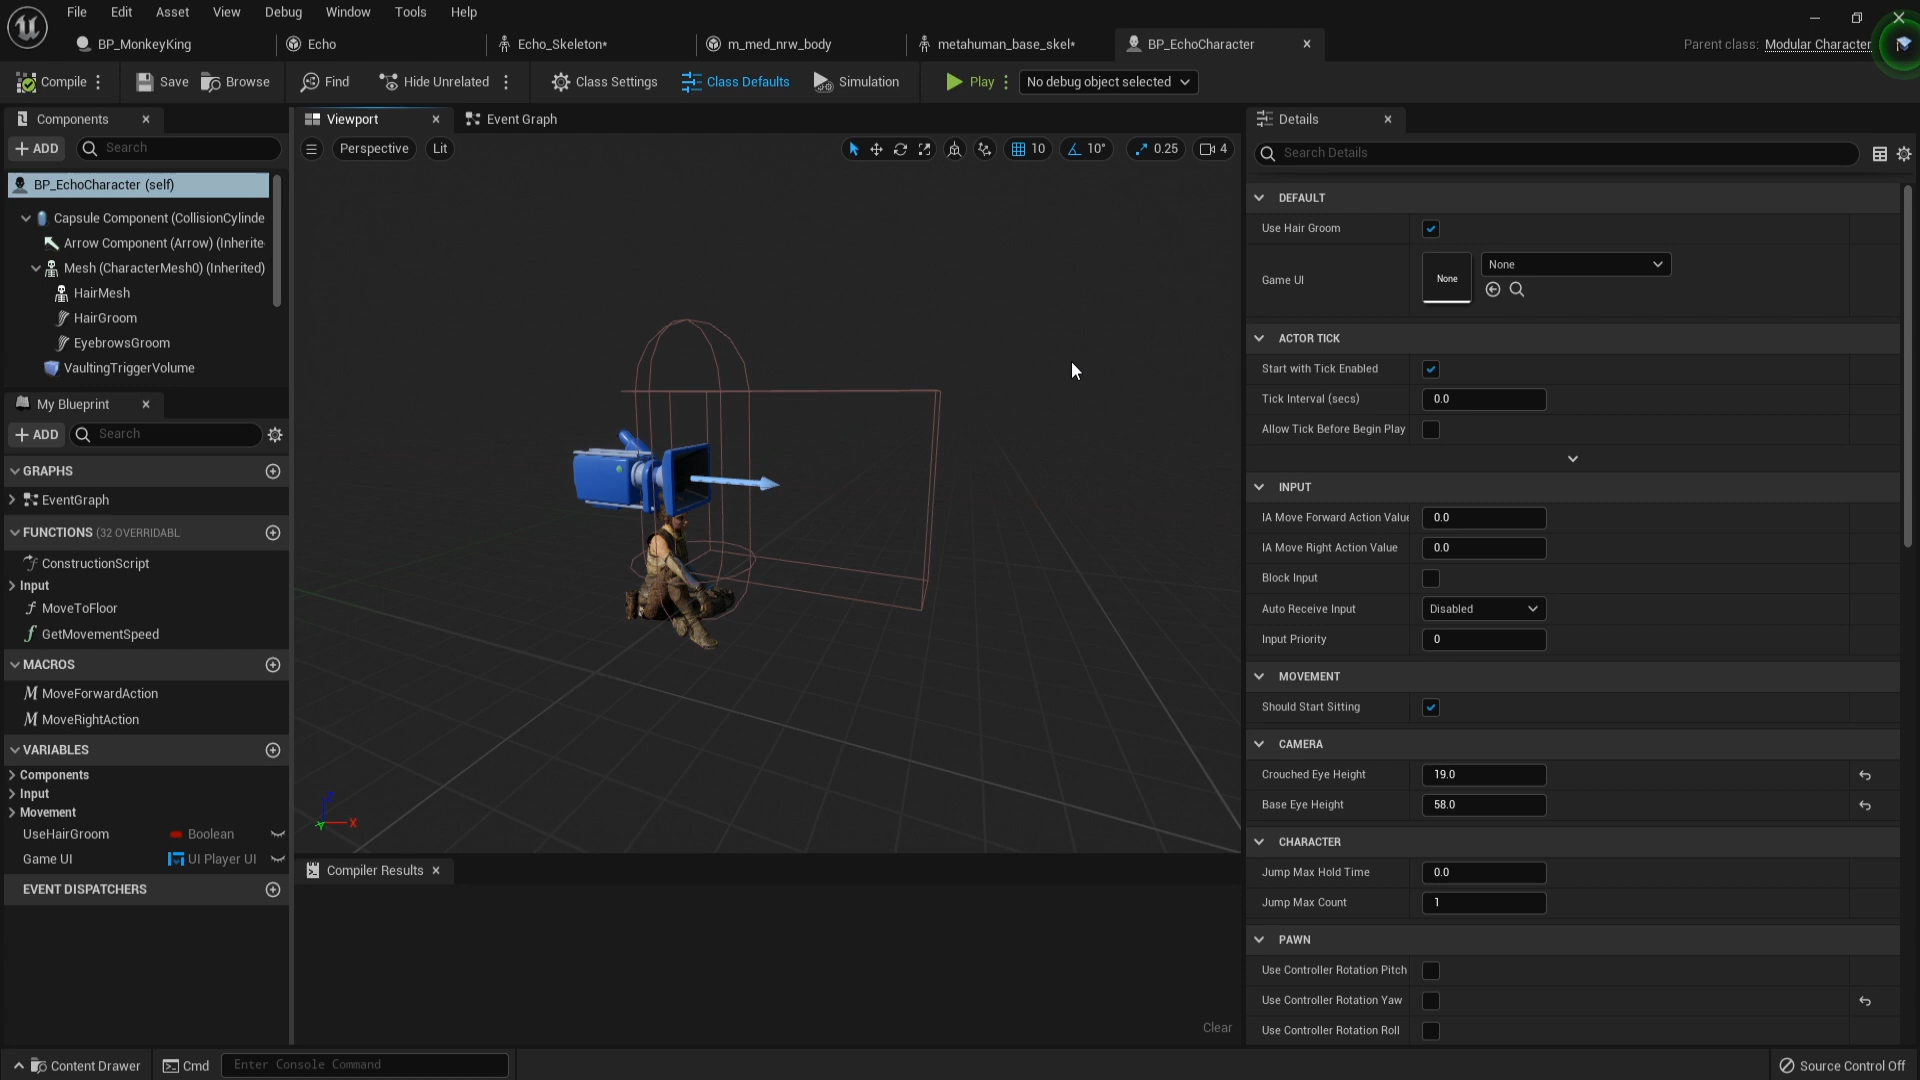 File Edit Asset View Debug Window Tools Help
BP_MonkeyKing Echo Echo_Skeleton* m_med_nrw_body metahuman_base_skel* BP_EchoCharacter Parent class: Modular Character
Compile Save Browse Find Hide Unrelated Class Settings Class Defaults Simulation Play No debug object selected
Components
ADD Search
BP_EchoCharacter (self)
Capsule Component (CollisionCylinde
Arrow Component (Arrow) (Inherite
Mesh (CharacterMesh0) (Inherited)
HairMesh
HairGroom
EyebrowsGroom
VaultingTriggerVolume
My Blueprint
ADD Search
GRAPHS
EventGraph
FUNCTIONS (32 OVERRIDABL
ConstructionScript
Input
MoveToFloor
GetMovementSpeed
MACROS
MoveForwardAction
MoveRightAction
VARIABLES
Components
Input
Movement
UseHairGroom Boolean
Game UI UI Player UI
EVENT DISPATCHERS
Viewport Event Graph
Perspective Lit 10 10° 0.25 4
Z
X
Y
Compiler Results
Clear
Details
Search Details
DEFAULT
Use Hair Groom
Game UI None None
ACTOR TICK
Start with Tick Enabled
Tick Interval (secs) 0.0
Allow Tick Before Begin Play
INPUT
IA Move Forward Action Value 0.0
IA Move Right Action Value 0.0
Block Input
Auto Receive Input Disabled
Input Priority 0
MOVEMENT
Should Start Sitting
CAMERA
Crouched Eye Height 19.0
Base Eye Height 58.0
CHARACTER
Jump Max Hold Time 0.0
Jump Max Count 1
PAWN
Use Controller Rotation Pitch
Use Controller Rotation Yaw
Use Controller Rotation Roll
Content Drawer Cmd Enter Console Command Source Control Off